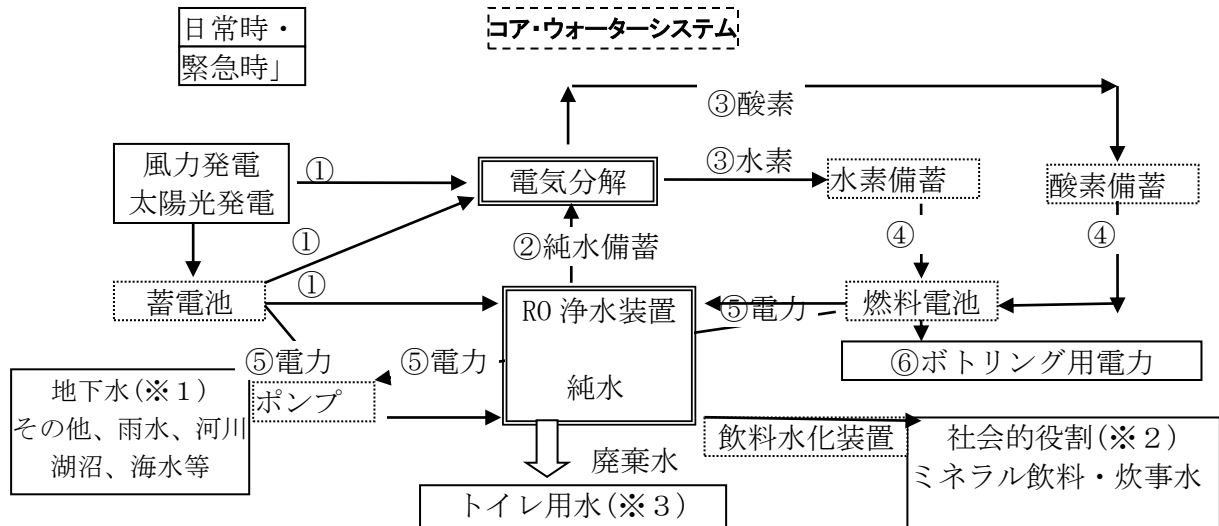 日常時・
緊急時」
コア・ウォーターシステム
③酸素
風力発電
太陽光発電
①
電気分解
③水素
水素備蓄
酸素備蓄
①
②純水備蓄
④
④
蓄電池
①
RO 浄水装置
純水
⑤電力
燃料電池
⑤電力
⑤電力
⑥ボトリング用電力
地下水(※１)
その他、雨水、河川
湖沼、海水等
ポンプ
飲料水化装置
社会的役割(※２)
ミネラル飲料・炊事水
廃棄水
トイレ用水(※３)